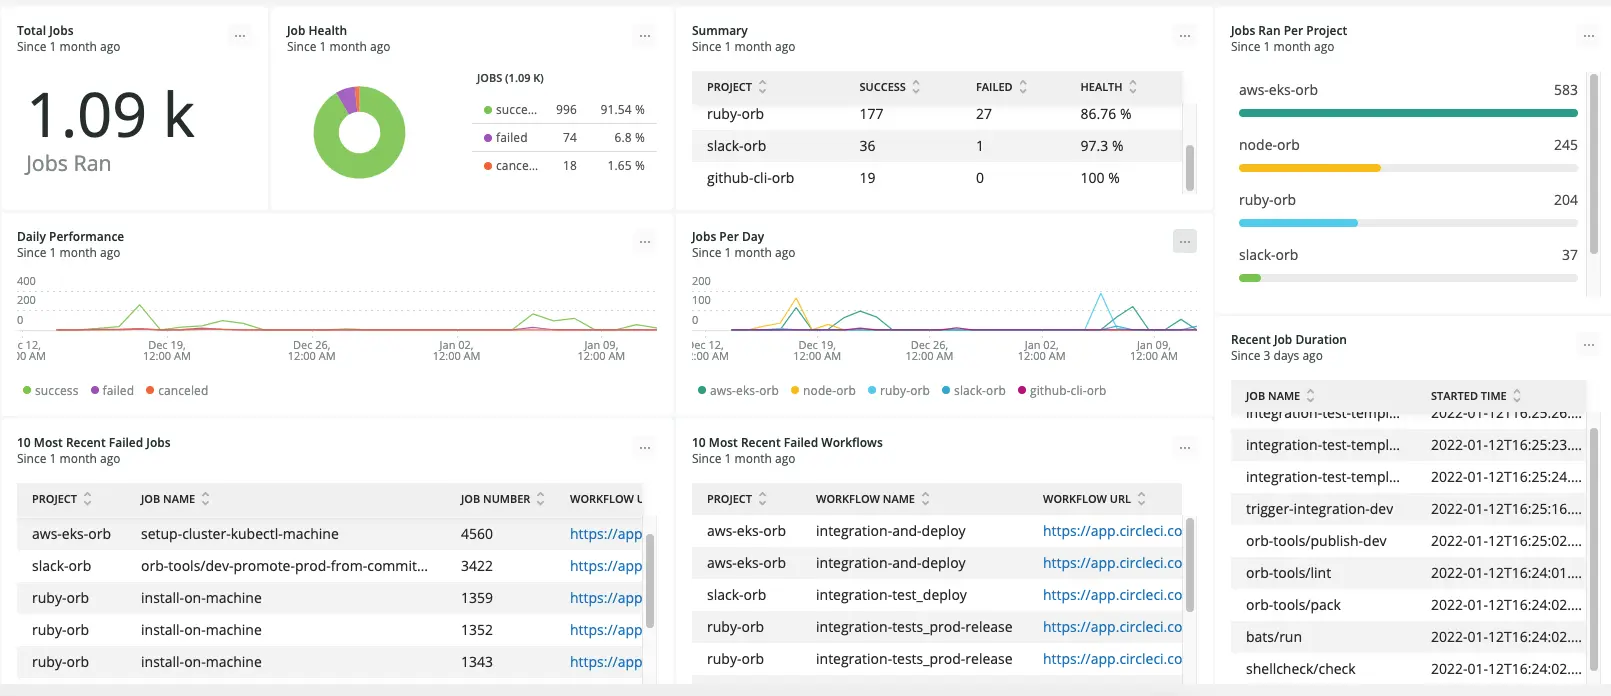 Total Jobs
Since 1 month ago
...
1.09 k
Jobs Ran
Job Health
Since 1 month ago
...
JOBS (1.09 K)
succe... 996 91.54 %
failed 74 6.8 %
cance... 18 1.65 %
Summary
Since 1 month ago
...
PROJECT SUCCESS FAILED HEALTH
ruby-orb 177 27 86.76 %
slack-orb 36 1 97.3 %
github-cli-orb 19 0 100 %
Jobs Ran Per Project
Since 1 month ago
...
aws-eks-orb 583
node-orb 245
ruby-orb 204
slack-orb 37
Daily Performance
Since 1 month ago
...
400
200
0
c 12, Dec 19, Dec 26, Jan 02, Jan 09,
00 AM 12:00 AM 12:00 AM 12:00 AM 12:00 AM
success failed canceled
Jobs Per Day
Since 1 month ago
...
200
100
0
Dec 12, Dec 19, Dec 26, Jan 02, Jan 09,
:00 AM 12:00 AM 12:00 AM 12:00 AM 12:00 AM
aws-eks-orb node-orb ruby-orb slack-orb github-cli-orb
Recent Job Duration
Since 3 days ago
...
JOB NAME STARTED TIME
integration-test-templ... 2022-01-12T16:25:26....
integration-test-templ... 2022-01-12T16:25:23....
integration-test-templ... 2022-01-12T16:25:24....
trigger-integration-dev 2022-01-12T16:25:16....
orb-tools/publish-dev 2022-01-12T16:25:02....
orb-tools/lint 2022-01-12T16:24:01....
orb-tools/pack 2022-01-12T16:24:02....
bats/run 2022-01-12T16:24:02....
shellcheck/check 2022-01-12T16:24:02....
10 Most Recent Failed Jobs
Since 1 month ago
...
PROJECT JOB NAME JOB NUMBER WORKFLOW U
aws-eks-orb setup-cluster-kubectl-machine 4560 https://app
slack-orb orb-tools/dev-promote-prod-from-commit... 3422 https://app
ruby-orb install-on-machine 1359 https://app
ruby-orb install-on-machine 1352 https://app
ruby-orb install-on-machine 1343 https://app
10 Most Recent Failed Workflows
Since 1 month ago
...
PROJECT WORKFLOW NAME WORKFLOW URL
aws-eks-orb integration-and-deploy https://app.circleci.co
aws-eks-orb integration-and-deploy https://app.circleci.co
slack-orb integration-test_deploy https://app.circleci.co
ruby-orb integration-tests_prod-release https://app.circleci.co
ruby-orb integration-tests_prod-release https://app.circleci.co